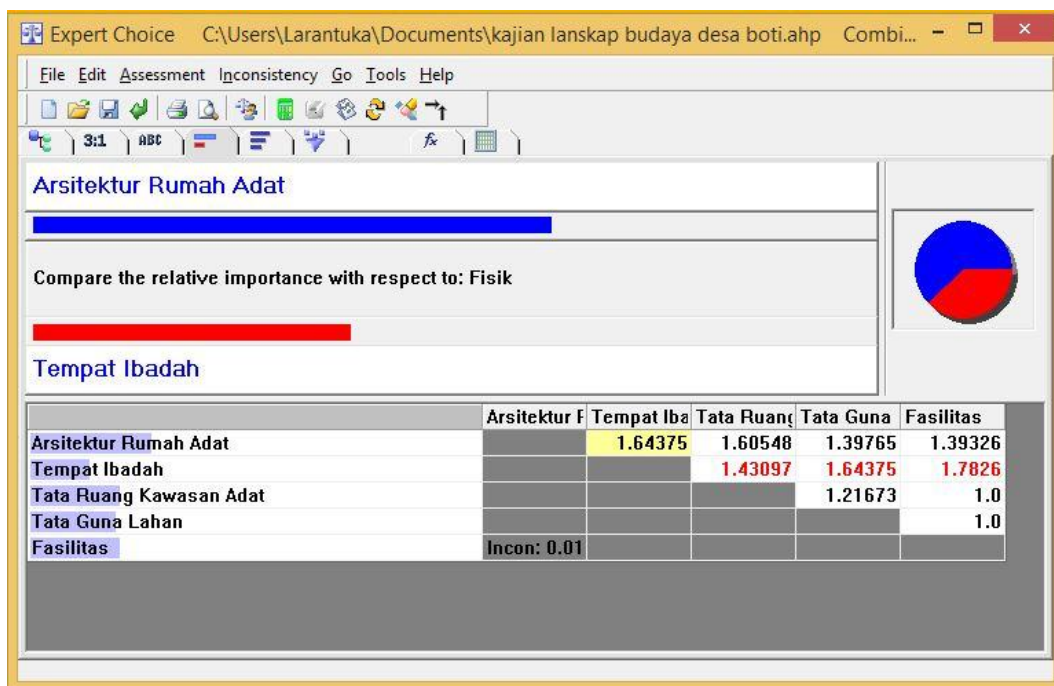 Expert Choice C:\Users\Larantuka\Documents\kajian lanskap budaya desa boti.ahp Combi...
File Edit Assessment Inconsistency Go Tools Help
3:1 ABC fx
Arsitektur Rumah Adat
Compare the relative importance with respect to: Fisik
Tempat Ibadah
Arsitektur F Tempat Iba Tata Ruang Tata Guna Fasilitas
Arsitektur Rumah Adat 1.64375 1.60548 1.39765 1.39326
Tempat Ibadah 1.43097 1.64375 1.7826
Tata Ruang Kawasan Adat 1.21673 1.0
Tata Guna Lahan 1.0
Fasilitas Incon: 0.01